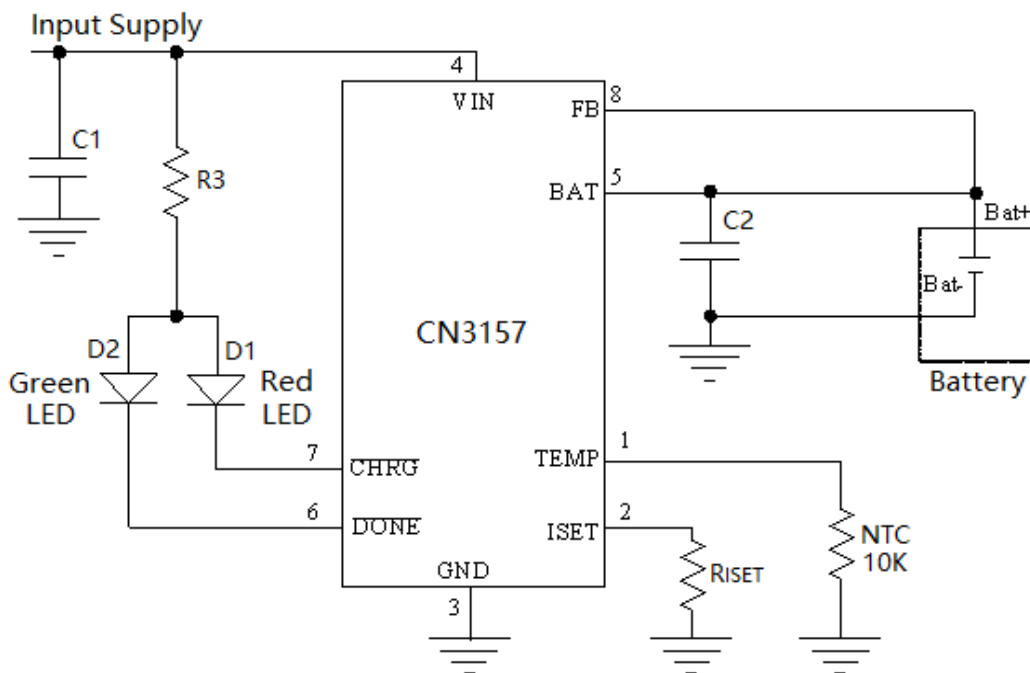 Input Supply
4
VIN
FB
8
C1
R3
BAT
5
C2
Bat+
Bat-
CN3157
Battery
D2
D1
Green
LED
Red
LED
7
CHRG
TEMP
1
6
DONE
ISET
2
NTC
10K
RISET
GND
3